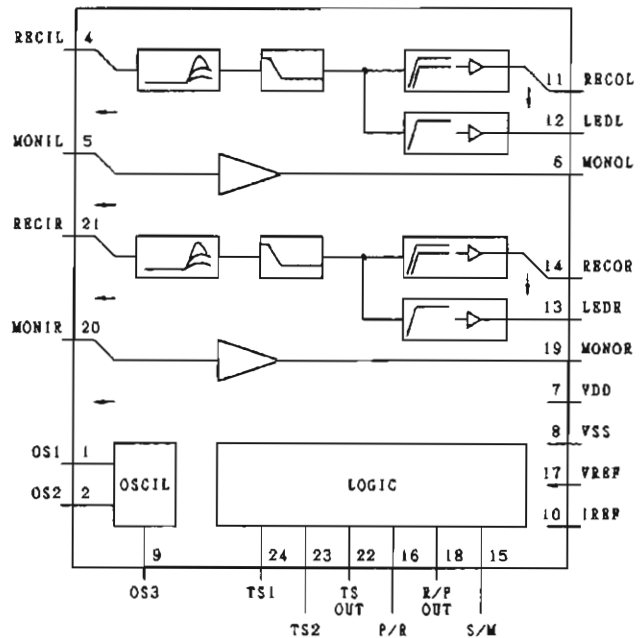 RECIL 4
11 RECOL
12 LEDL
MONIL 5
6 MONOL
RECIR 21
14 RECOR
13 LEDR
MONIR 20
19 MONOR
7 VDD
8 VSS
OS1 1
OSCIL
LOGIC
17 VREF
OS2 2
10 IREF
9 24 23 22 16 18 15
OS3 TS1 TS R/P
OUT OUT
TS2 P/R S/M